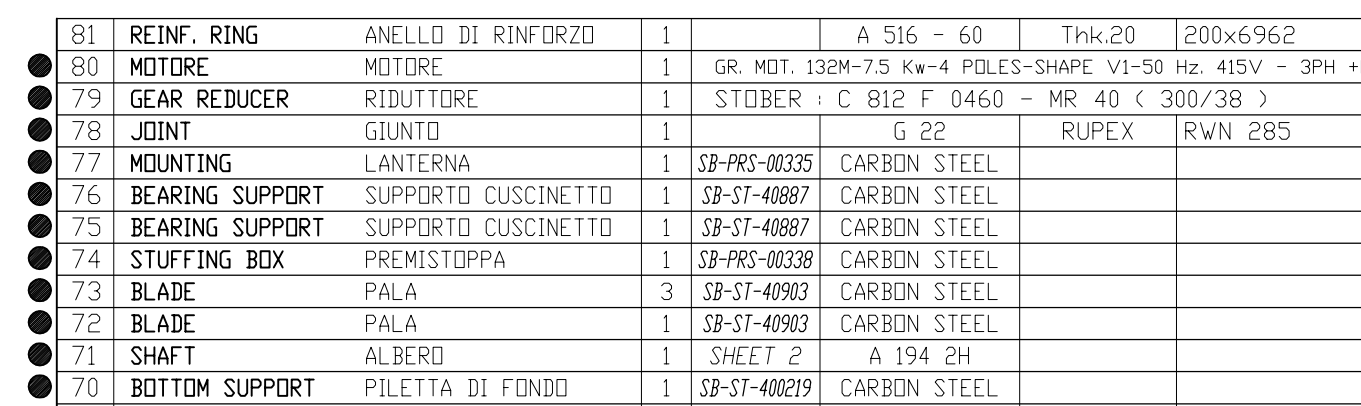 81 REINF. RING ANELLO DI RINFORZO 1 A 516 - 60 Thk.20 200x6962
80 MOTORE MOTORE 1 GR. MOT. 132M-7.5 Kw-4 POLES-SHAPE V1-50 Hz. 415V - 3PH +
79 GEAR REDUCER RIDUTTORE 1 STOBER : C 812 F 0460 - MR 40 ( 300/38 )
78 JOINT GIUNTO 1 G 22 RUPEX RWN 285
77 MOUNTING LANTERNA 1 SB-PRS-00335 CARBON STEEL
76 BEARING SUPPORT SUPPORTO CUSCINETTO 1 SB-ST-40887 CARBON STEEL
75 BEARING SUPPORT SUPPORTO CUSCINETTO 1 SB-ST-40887 CARBON STEEL
74 STUFFING BOX PREMISTOPPA 1 SB-PRS-00338 CARBON STEEL
73 BLADE PALA 3 SB-ST-40903 CARBON STEEL
72 BLADE PALA 1 SB-ST-40903 CARBON STEEL
71 SHAFT ALBERO 1 SHEET 2 A 194 2H
70 BOTTOM SUPPORT PILETTA DI FONDO 1 SB-ST-400219 CARBON STEEL